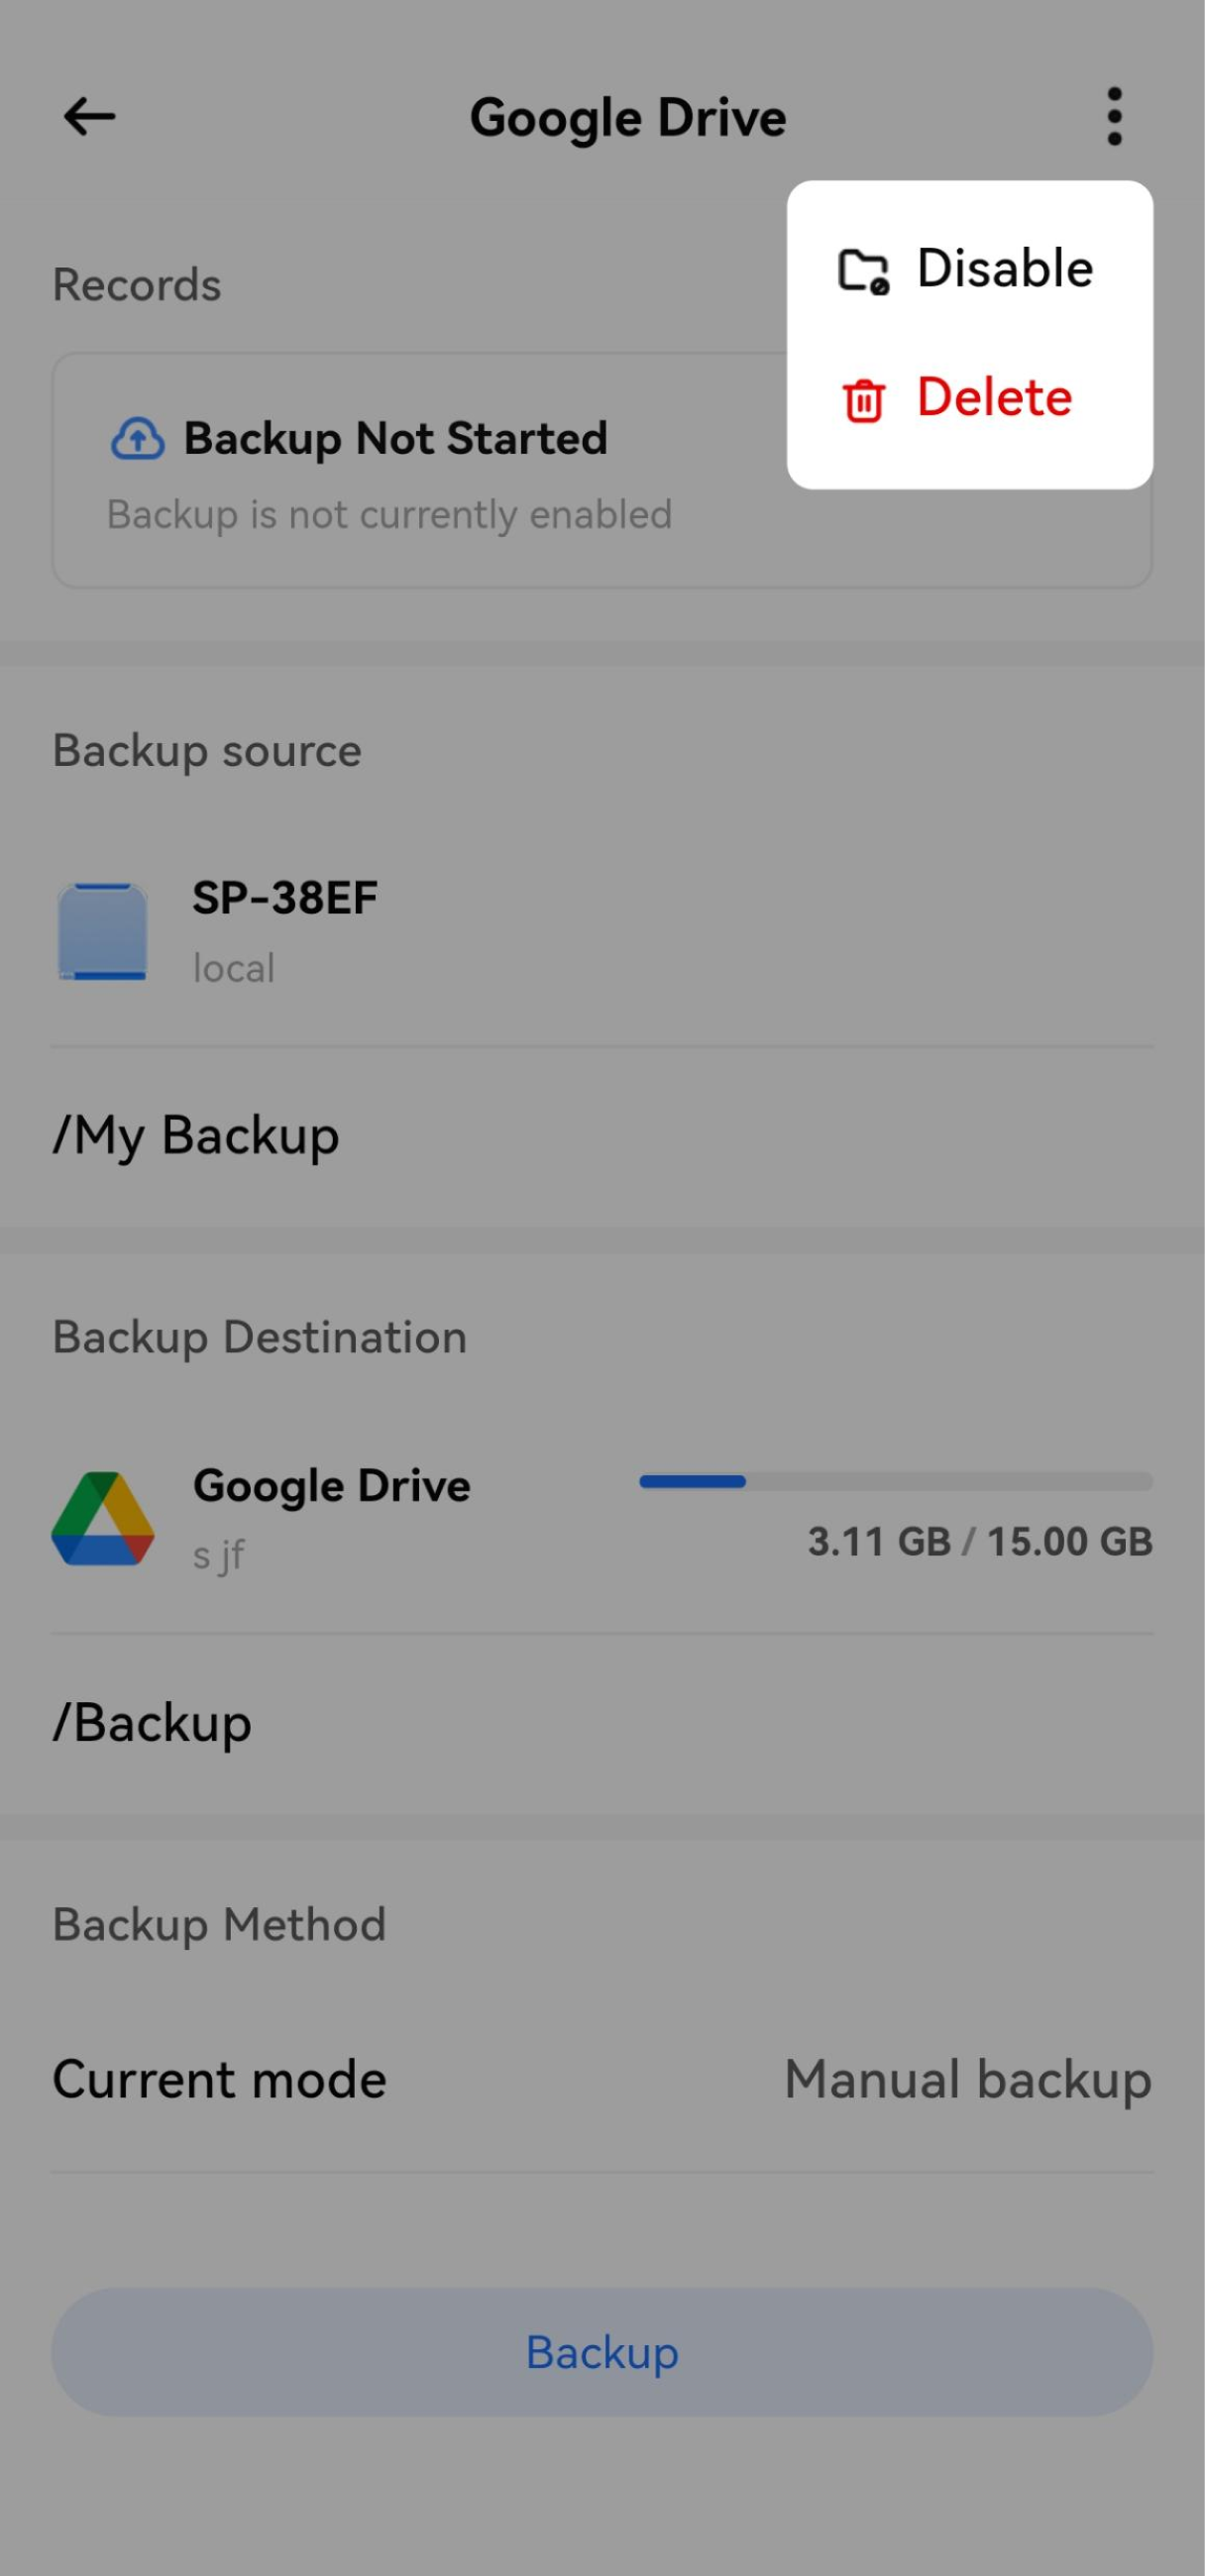 Google Drive
Disable
Delete
Records
Backup Not Started
Backup is not currently enabled
Backup source
SP-38EF
local
/My Backup
Backup Destination
Google Drive
s jf
3.11 GB / 15.00 GB
/Backup
Backup Method
Current mode Manual backup
Backup